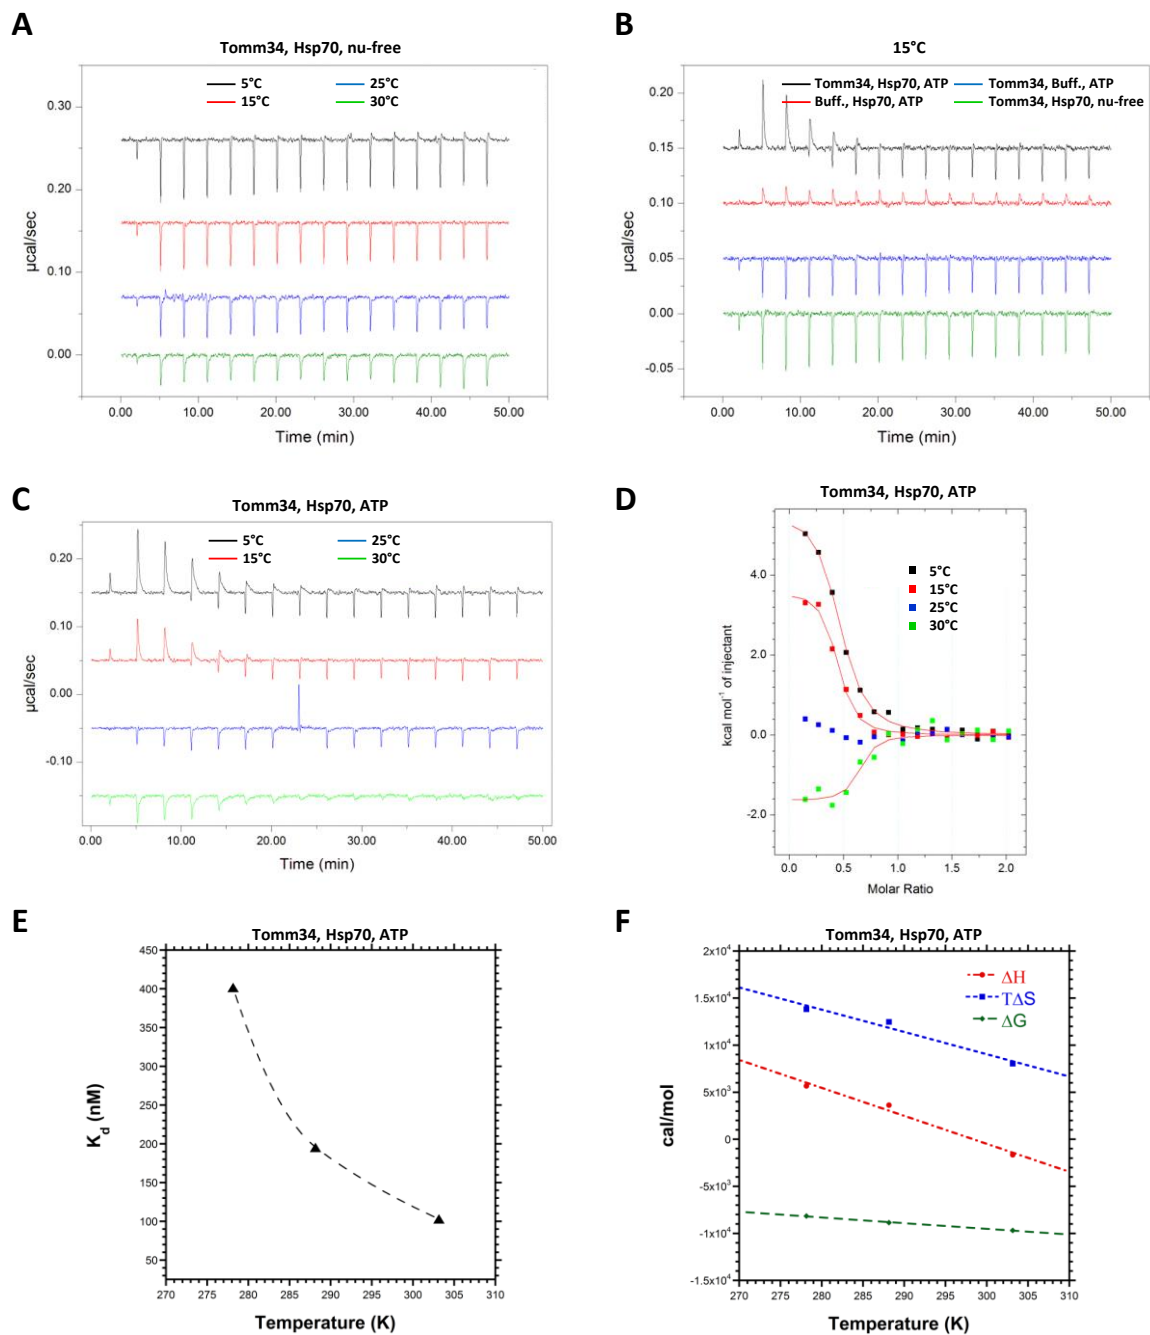 A
Tomm34, Hsp70, nu-free
5°C
25°C
15°C
30°C
0.30
0.20
0.10
0.00
µcal/sec
0.00 10.00 20.00 30.00 40.00 50.00
Time (min)
B
15°C
Tomm34, Hsp70, ATP
Tomm34, Buff., ATP
Buff., Hsp70, ATP
Tomm34, Hsp70, nu-free
0.20
0.15
0.10
0.05
0.00
-0.05
µcal/sec
0.00 10.00 20.00 30.00 40.00 50.00
Time (min)
C
Tomm34, Hsp70, ATP
5°C
25°C
15°C
30°C
0.20
0.10
0.00
-0.10
µcal/sec
0.00 10.00 20.00 30.00 40.00 50.00
Time (min)
D
Tomm34, Hsp70, ATP
5°C
15°C
25°C
30°C
4.0
2.0
0.0
-2.0
kcal mol⁻¹ of injectant
0.0 0.5 1.0 1.5 2.0
Molar Ratio
E
Tomm34, Hsp70, ATP
450
400
350
300
250
200
150
100
50
K_d (nM)
270 275 280 285 290 295 300 305 310
Temperature (K)
F
Tomm34, Hsp70, ATP
ΔH
TΔS
ΔG
2x10⁴
1.5x10⁴
1x10⁴
5x10³
0
-5x10³
-1x10⁴
-1.5x10⁴
cal/mol
270 275 280 285 290 295 300 305 310
Temperature (K)